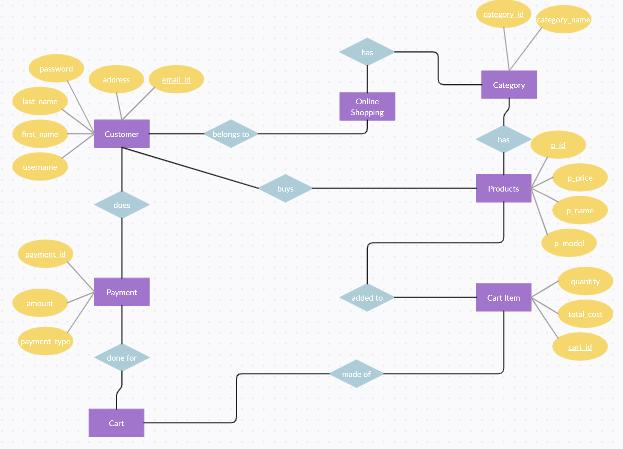 category_id
category_name
has
password
address
email_id
Category
last_name
Online
Shopping
first_name
Customer
belongs to
has
p_id
username
p_price
buys
Products
does
p_name
p_model
payment_id
quantity
Payment
added to
Cart Item
amount
total_cost
payment_type
cart_id
done for
made of
Cart